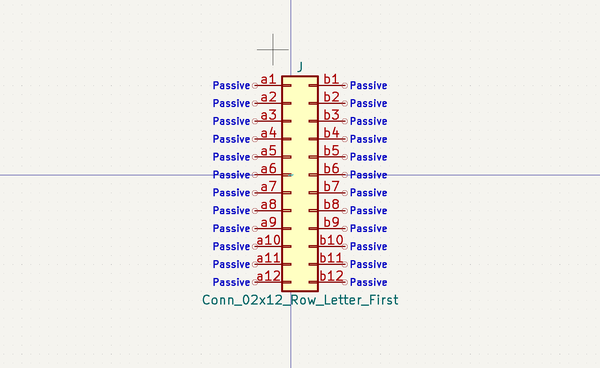 J
Passive a1 b1 Passive
Passive a2 b2 Passive
Passive a3 b3 Passive
Passive a4 b4 Passive
Passive a5 b5 Passive
Passive a6 b6 Passive
Passive a7 b7 Passive
Passive a8 b8 Passive
Passive a9 b9 Passive
Passive a10 b10 Passive
Passive a11 b11 Passive
Passive a12 b12 Passive
Conn_02x12_Row_Letter_First